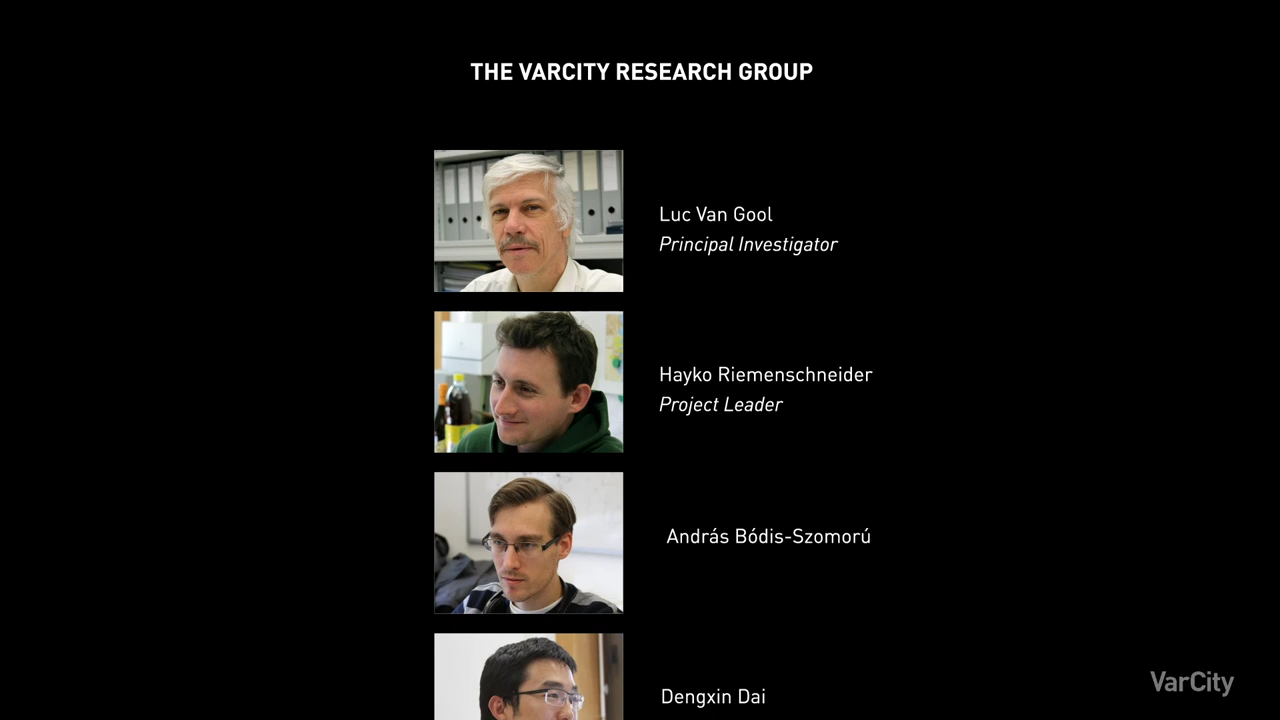 THE VARCITY RESEARCH GROUP
Luc Van Gool
Principal Investigator
Hayko Riemenschneider
Project Leader
András Bódis-Szomorú
Dengxin Dai
VarCity